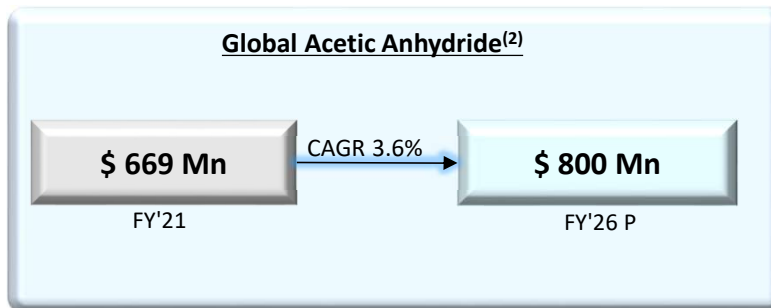 Global Acetic Anhydride(2)
CAGR 3.6%
$ 669 Mn
$ 800 Mn
FY'21
FY'26 P